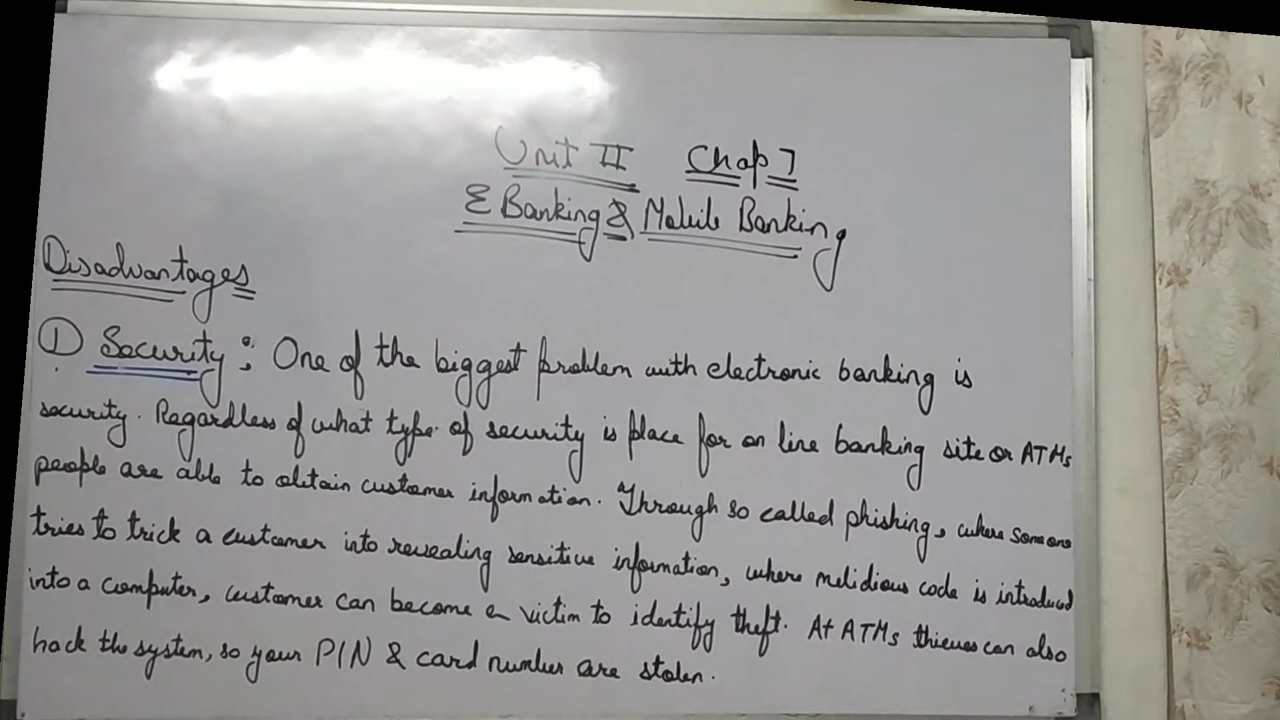 Unit II Chap 7
E Banking & Mobile Banking
Disadvantages
① Security : One of the biggest problem with electronic banking is
security. Regardless of what type of security is place for on line banking site or ATMs
people are able to obtain customer information. Through so called phishing, where someone
tries to trick a customer into revealing sensitive information, where melidious code is introduced
into a computer, customer can become a victim to identify theft. At ATMs thieves can also
hack the system, so your PIN & card number are stolen.